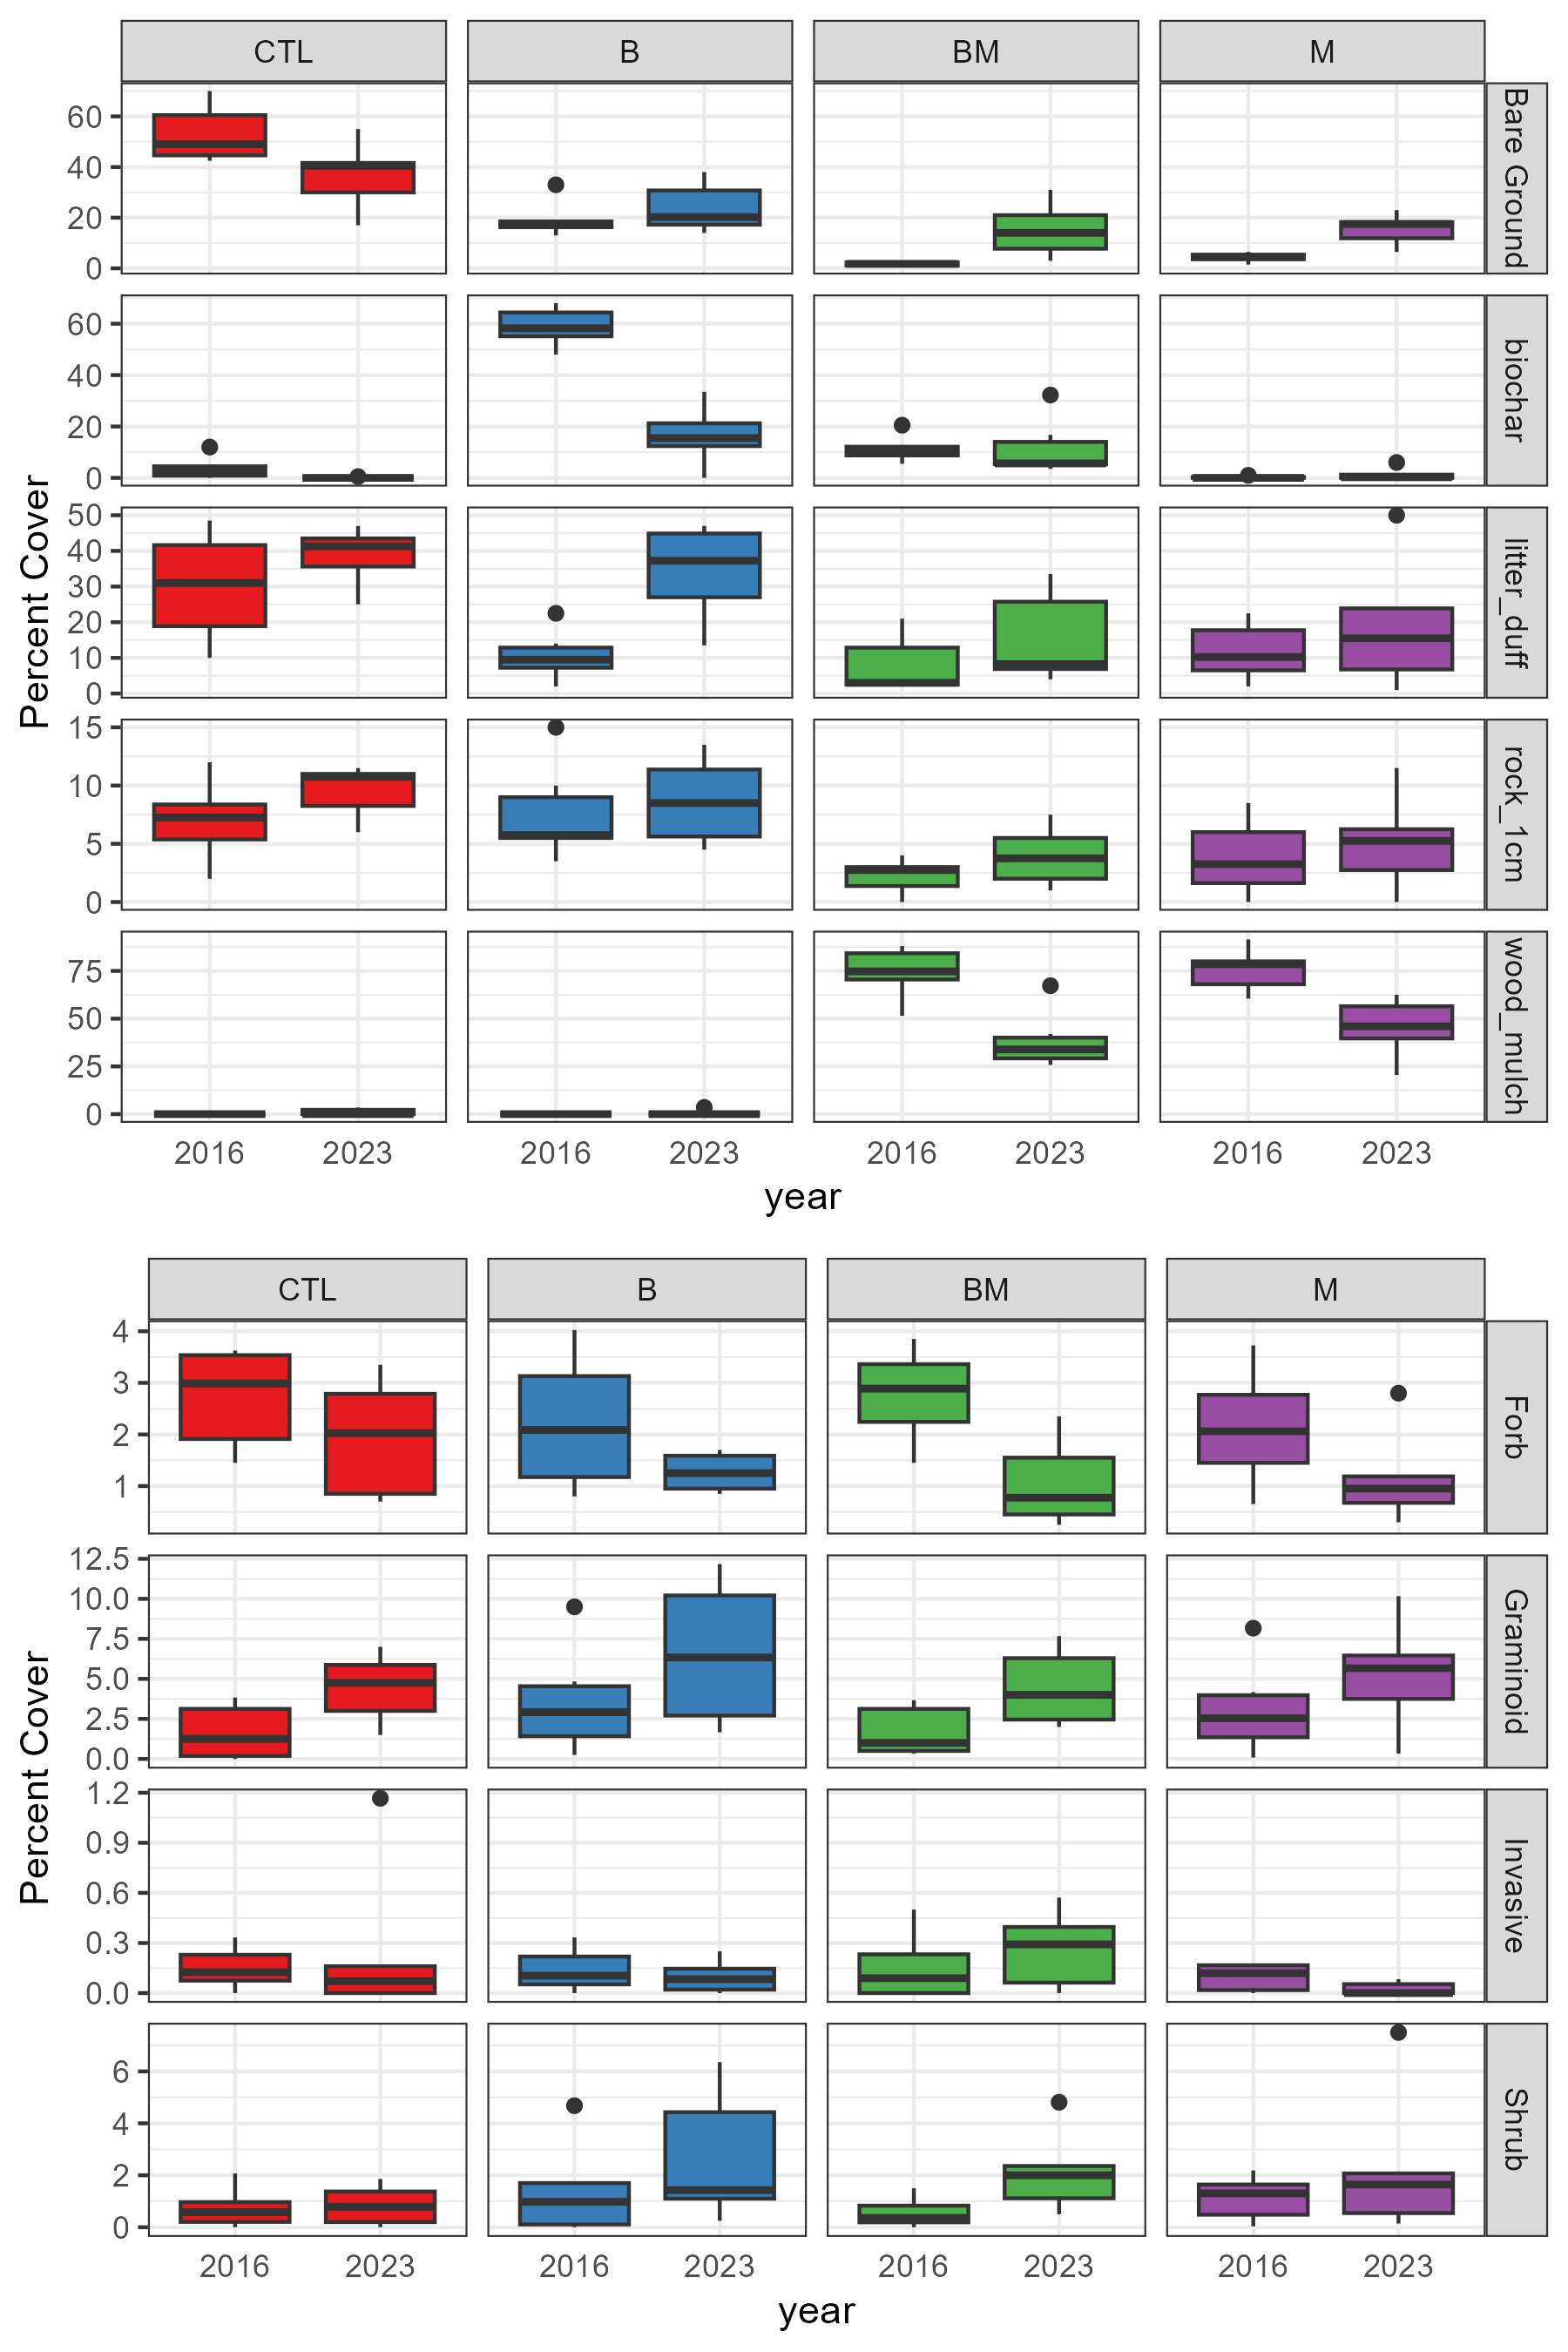 CTL B BM M
Percent Cover
60
40
20
0
Bare Ground
60
40
20
0
biochar
50
40
30
20
10
0
litter_duff
15
10
5
0
rock_1cm
75
50
25
0
wood_mulch
2016 2023 2016 2023 2016 2023 2016 2023
year
CTL B BM M
Percent Cover
4
3
2
1
Forb
12.5
10.0
7.5
5.0
2.5
0.0
Graminoid
1.2
0.9
0.6
0.3
0.0
Invasive
6
4
2
0
Shrub
2016 2023 2016 2023 2016 2023 2016 2023
year